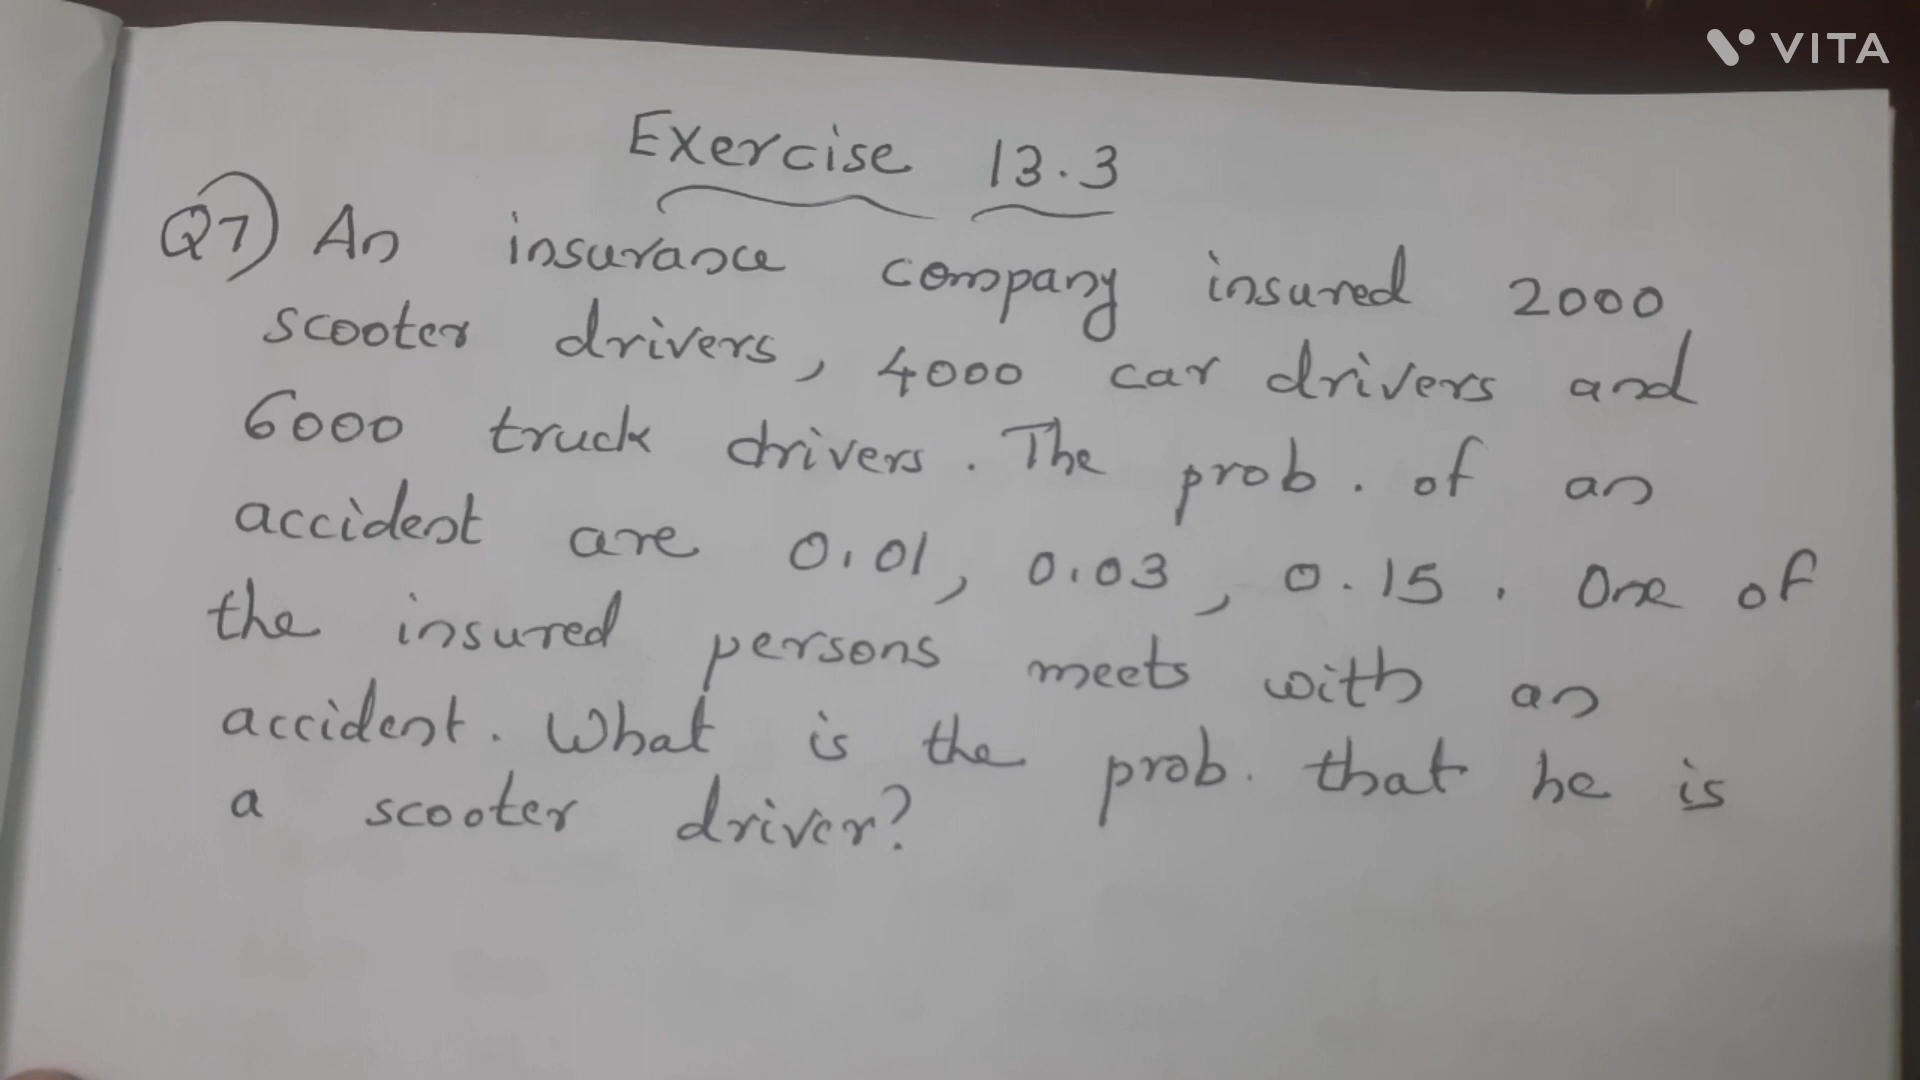 VITA
Exercise 13.3
Q7) An insurance company insured 2000
scooter drivers, 4000 car drivers and
6000 truck drivers. The prob. of an
accident are 0.01, 0.03, 0.15. One of
the insured persons meets with an
accident. What is the prob. that he is
a scooter driver?